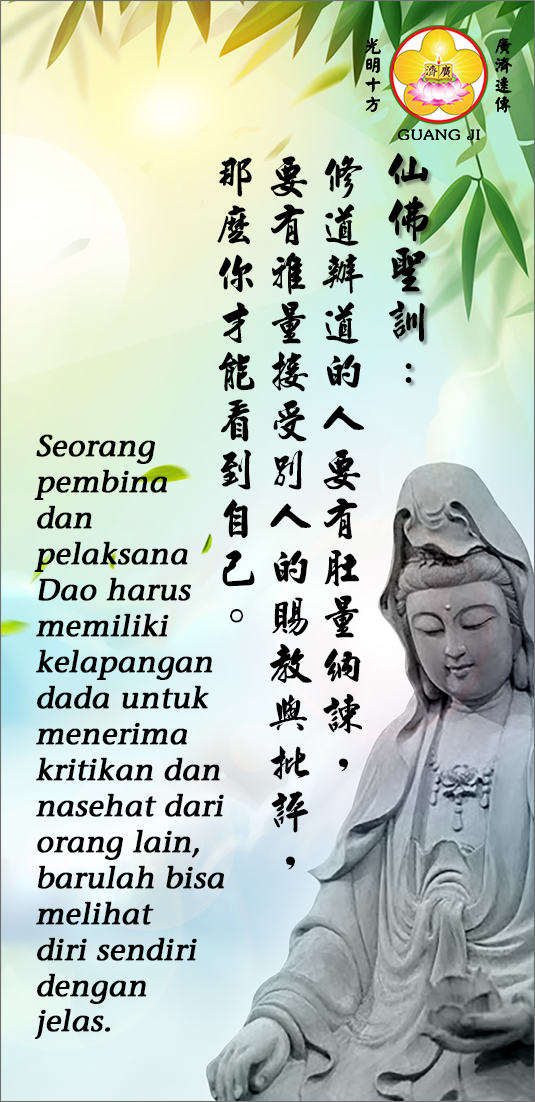 廣濟遠傳
光明十方
廣濟
GUANG JI
仙佛聖訓：
修道辦道的人要有肚量納諫，
要有雅量接受別人的賜教與批評，
那麼你才能看到自己。
Seorang
pembina
dan
pelaksana
Dao harus
memiliki
kelapangan
dada untuk
menerima
kritikan dan
nasehat dari
orang lain,
barulah bisa
melihat
diri sendiri
dengan
jelas.